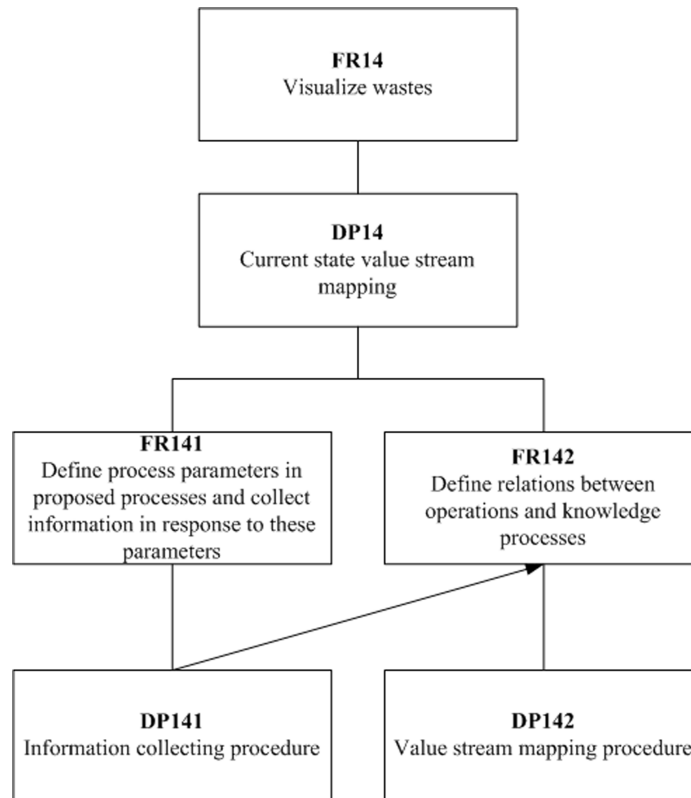 FR14
Visualize wastes
DP14
Current state value stream
mapping
FR141
Define process parameters in
proposed processes and collect
information in response to these
parameters
FR142
Define relations between
operations and knowledge
processes
DP141
Information collecting procedure
DP142
Value stream mapping procedure